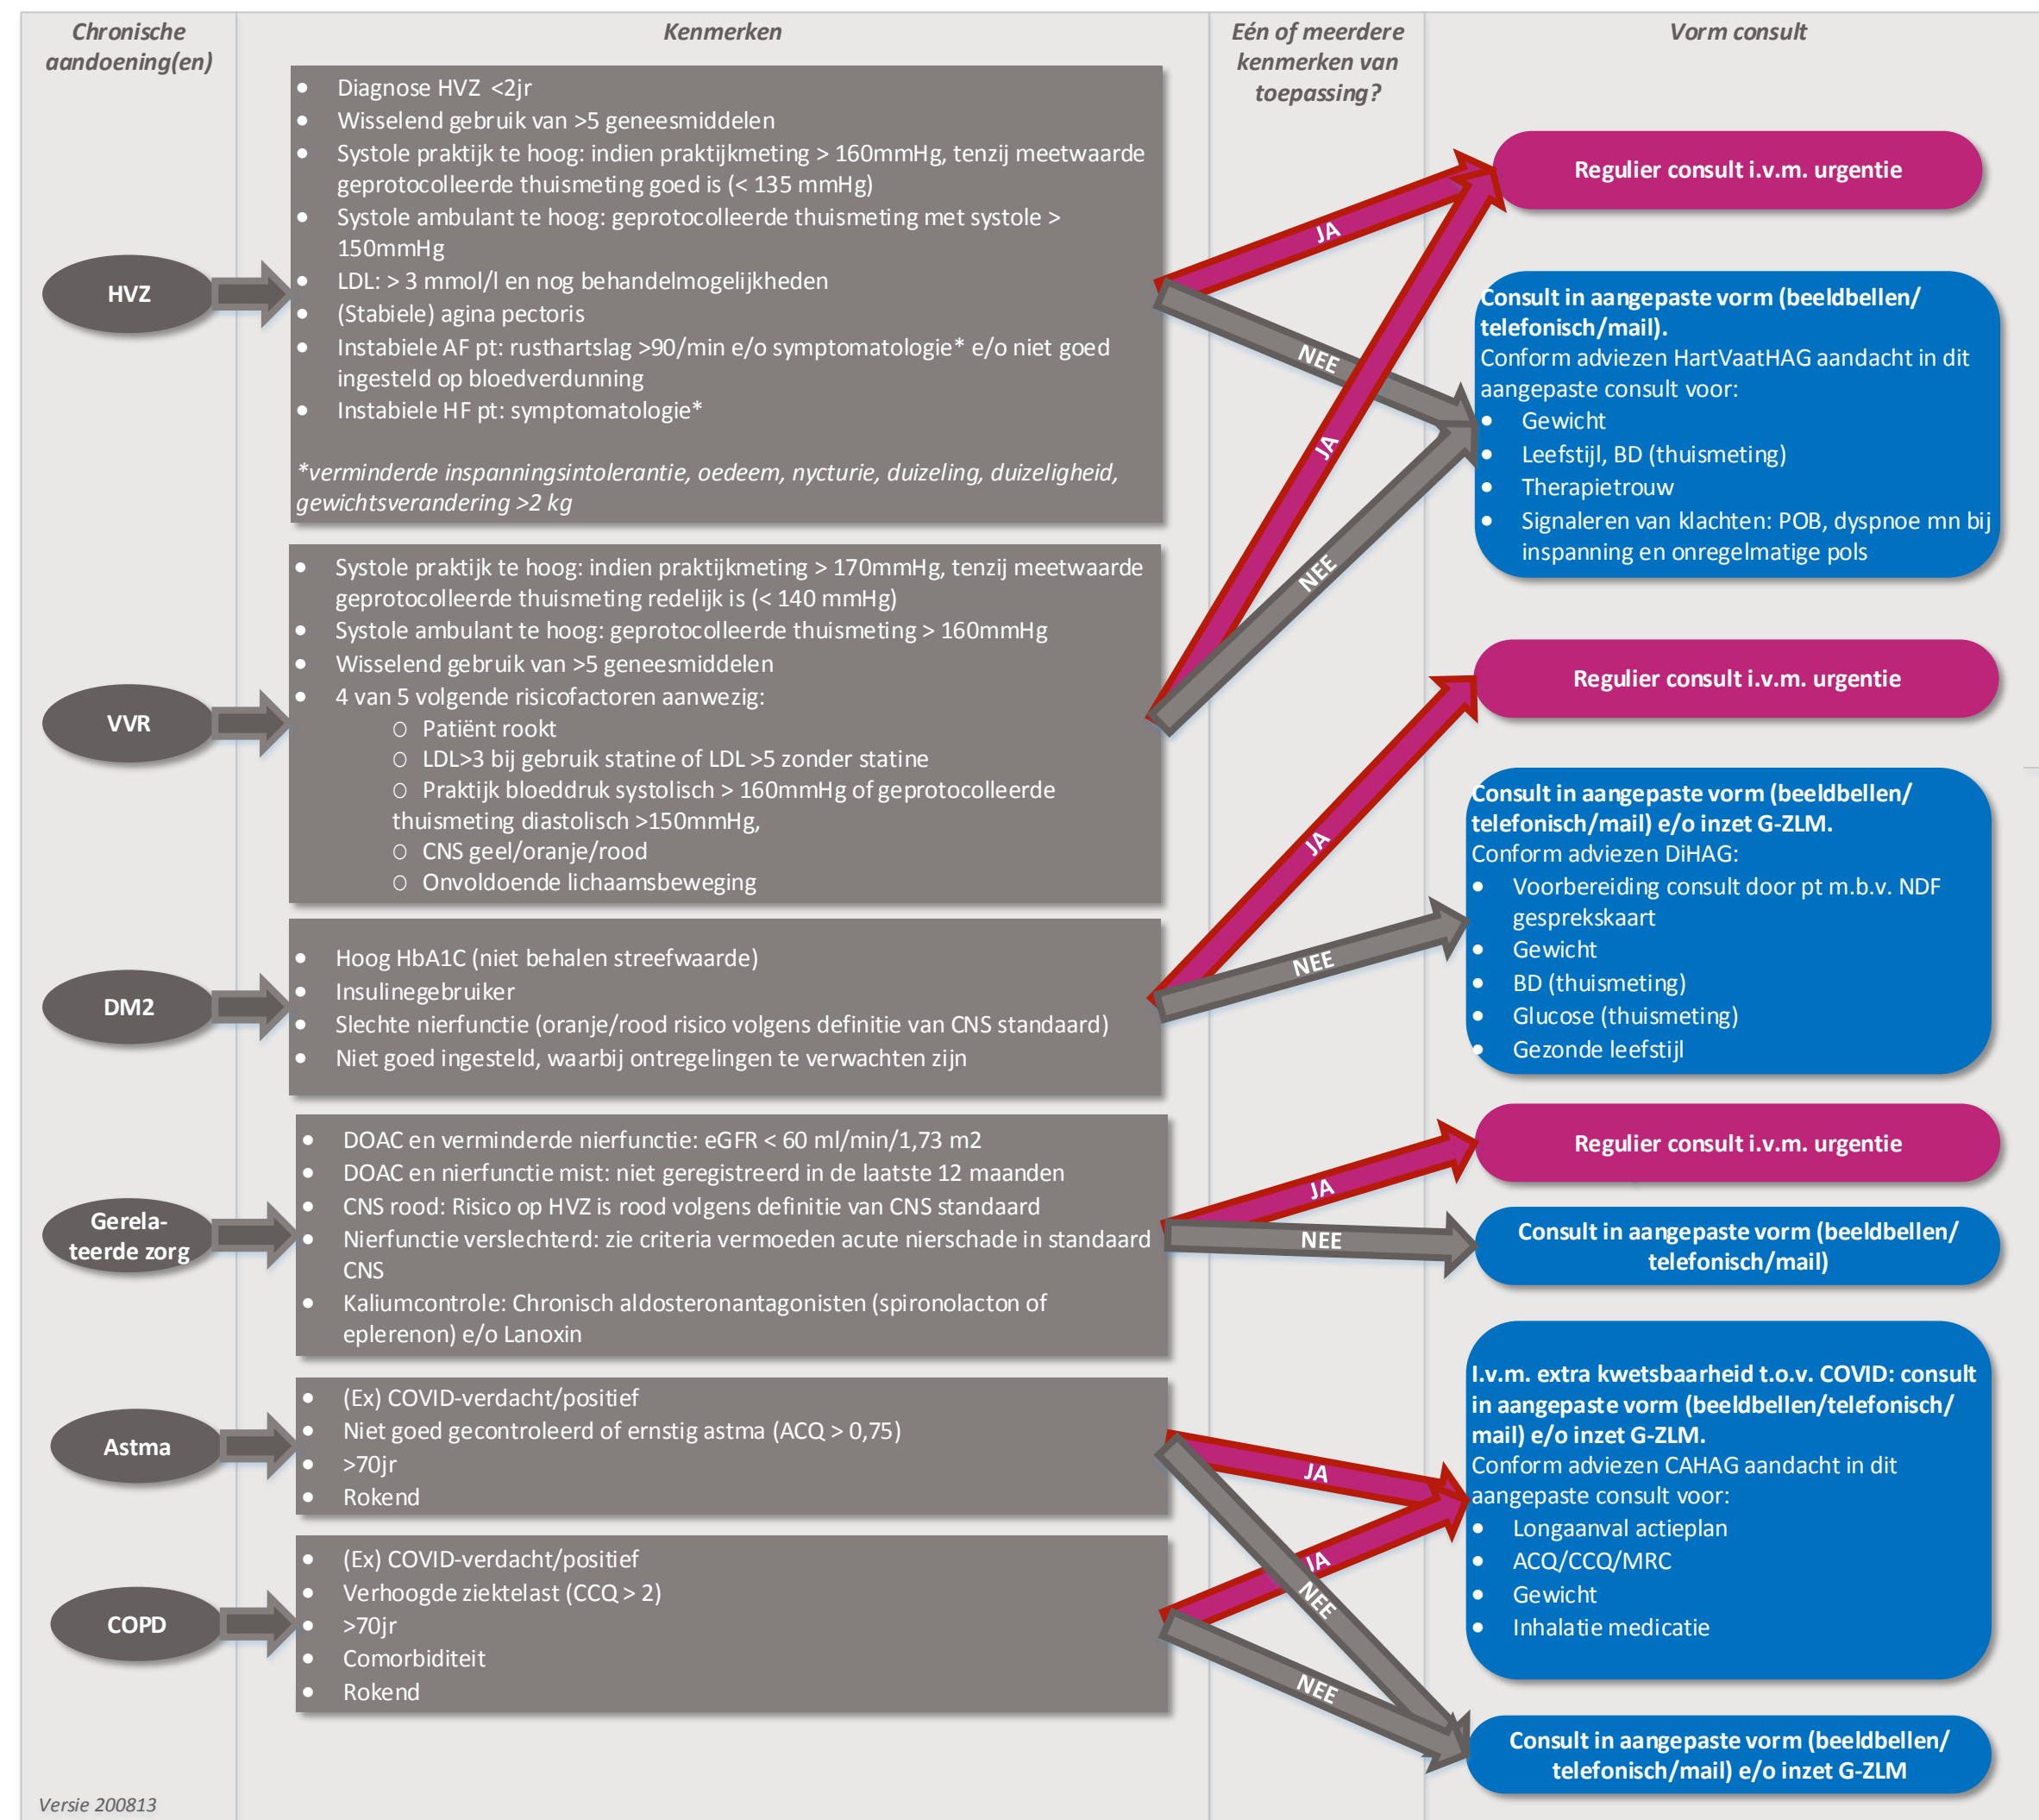 Chronische
aandoening(en)
Kenmerken
Eén of meerdere
kenmerken van
toepassing?
Vorm consult
HVZ
• Diagnose HVZ <2jr
• Wisselend gebruik van >5 geneesmiddelen
• Systole praktijk te hoog: indien praktijkmeting > 160mmHg, tenzij meetwaarde
geprotocolleerde thuismeting goed is (< 135 mmHg)
• Systole ambulant te hoog: geprotocolleerde thuismeting met systole >
150mmHg
• LDL: > 3 mmol/l en nog behandelmogelijkheden
• (Stabiele) agina pectoris
• Instabiele AF pt: rusthartslag >90/min e/o symptomatologie* e/o niet goed
ingesteld op bloedverdunning
• Instabiele HF pt: symptomatologie*
*verminderde inspanningsintolerantie, oedeem, nycturie, duizeling, duizeligheid,
gewichtsverandering >2 kg
JA
NEE
Regulier consult i.v.m. urgentie
Consult in aangepaste vorm (beeldbellen/
telefonisch/mail).
Conform adviezen HartVaatHAG aandacht in dit
aangepaste consult voor:
• Gewicht
• Leefstijl, BD (thuismeting)
• Therapietrouw
• Signaleren van klachten: POB, dyspnoe mn bij
inspanning en onregelmatige pols
VVR
• Systole praktijk te hoog: indien praktijkmeting > 170mmHg, tenzij meetwaarde
geprotocolleerde thuismeting redelijk is (< 140 mmHg)
• Systole ambulant te hoog: geprotocolleerde thuismeting > 160mmHg
• Wisselend gebruik van >5 geneesmiddelen
• 4 van 5 volgende risicofactoren aanwezig:
○ Patiënt rookt
○ LDL>3 bij gebruik statine of LDL >5 zonder statine
○ Praktijk bloeddruk systolisch > 160mmHg of geprotocolleerde
thuismeting diastolisch >150mmHg,
○ CNS geel/oranje/rood
○ Onvoldoende lichaamsbeweging
JA
NEE
DM2
• Hoog HbA1C (niet behalen streefwaarde)
• Insulinegebruiker
• Slechte nierfunctie (oranje/rood risico volgens definitie van CNS standaard)
• Niet goed ingesteld, waarbij ontregelingen te verwachten zijn
JA
NEE
Regulier consult i.v.m. urgentie
Consult in aangepaste vorm (beeldbellen/
telefonisch/mail) e/o inzet G-ZLM.
Conform adviezen DiHAG:
• Voorbereiding consult door pt m.b.v. NDF
gesprekskaart
• Gewicht
• BD (thuismeting)
• Glucose (thuismeting)
• Gezonde leefstijl
Gerela-
teerde zorg
• DOAC en verminderde nierfunctie: eGFR < 60 ml/min/1,73 m2
• DOAC en nierfunctie mist: niet geregistreerd in de laatste 12 maanden
• CNS rood: Risico op HVZ is rood volgens definitie van CNS standaard
• Nierfunctie verslechterd: zie criteria vermoeden acute nierschade in standaard
CNS
• Kaliumcontrole: Chronisch aldosteronantagonisten (spironolacton of
eplerenon) e/o Lanoxin
JA
NEE
Regulier consult i.v.m. urgentie
Consult in aangepaste vorm (beeldbellen/
telefonisch/mail)
Astma
• (Ex) COVID-verdacht/positief
• Niet goed gecontroleerd of ernstig astma (ACQ > 0,75)
• >70jr
• Rokend
JA
NEE
I.v.m. extra kwetsbaarheid t.o.v. COVID: consult
in aangepaste vorm (beeldbellen/telefonisch/
mail) e/o inzet G-ZLM.
Conform adviezen CAHAG aandacht in dit
aangepaste consult voor:
• Longaanval actieplan
• ACQ/CCQ/MRC
• Gewicht
• Inhalatie medicatie
COPD
• (Ex) COVID-verdacht/positief
• Verhoogde ziektelast (CCQ > 2)
• >70jr
• Comorbiditeit
• Rokend
JA
NEE
Consult in aangepaste vorm (beeldbellen/
telefonisch/mail) e/o inzet G-ZLM
Versie 200813